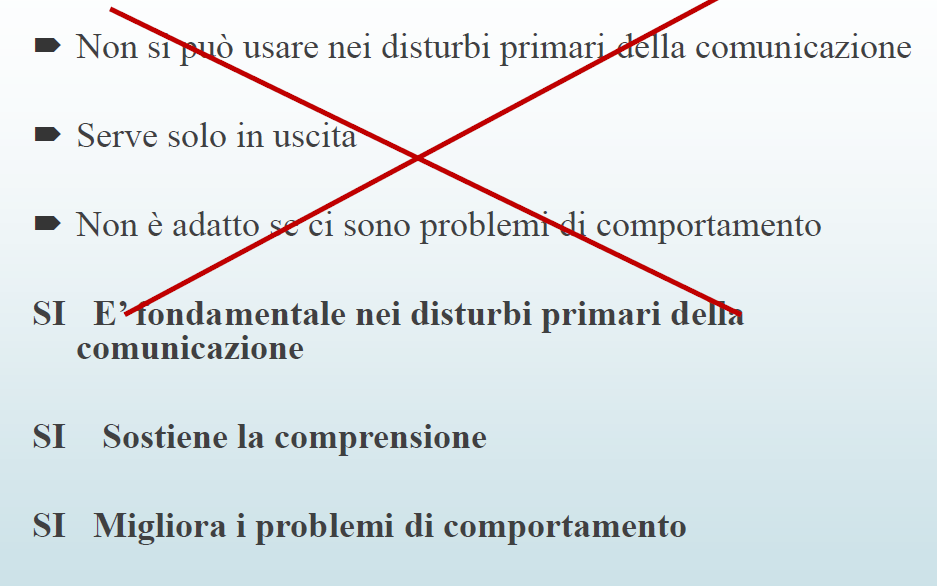 Non si può usare nei disturbi primari della comunicazione
Serve solo in uscita
Non è adatto se ci sono problemi di comportamento
SI E’ fondamentale nei disturbi primari della
comunicazione
SI Sostiene la comprensione
SI Migliora i problemi di comportamento